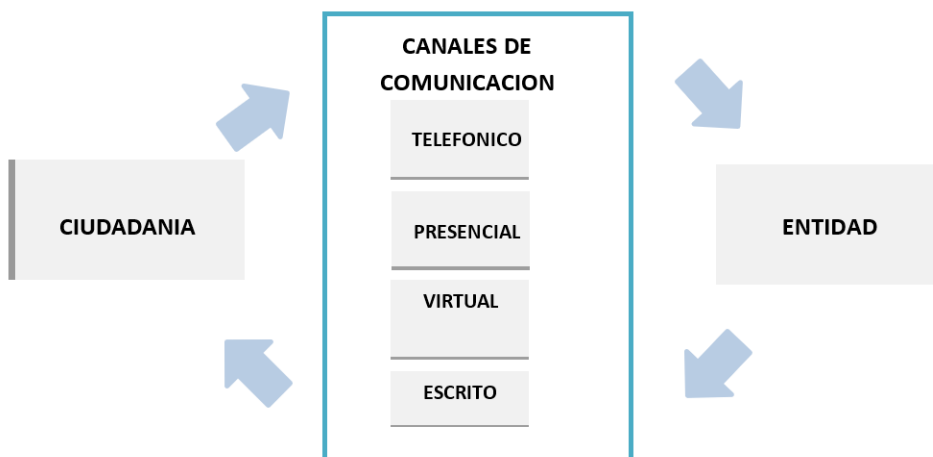 CANALES DE
COMUNICACION
TELEFONICO
CIUDADANIA
PRESENCIAL
ENTIDAD
VIRTUAL
ESCRITO